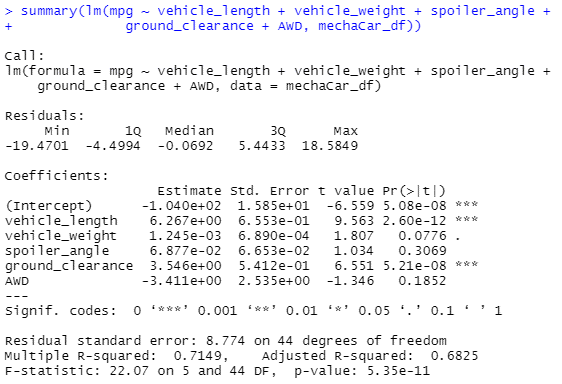 > summary(lm(mpg ~ vehicle_length + vehicle_weight + spoiler_angle +
+            ground_clearance + AWD, mechaCar_df))

Call:
lm(formula = mpg ~ vehicle_length + vehicle_weight + spoiler_angle +
    ground_clearance + AWD, data = mechaCar_df)

Residuals:
     Min       1Q   Median       3Q      Max
-19.4701  -4.4994  -0.0692   5.4433  18.5849

Coefficients:
                   Estimate Std. Error t value Pr(>|t|)
(Intercept)      -1.040e+02  1.585e+01  -6.559 5.08e-08 ***
vehicle_length    6.267e+00  6.553e-01   9.563 2.60e-12 ***
vehicle_weight    1.245e-03  6.890e-04   1.807   0.0776 .
spoiler_angle     6.877e-02  6.653e-02   1.034   0.3069
ground_clearance  3.546e+00  5.412e-01   6.551 5.21e-08 ***
AWD              -3.411e+00  2.535e+00  -1.346   0.1852
---
Signif. codes:  0 ‘***’ 0.001 ‘**’ 0.01 ‘*’ 0.05 ‘.’ 0.1 ‘ ’ 1

Residual standard error: 8.774 on 44 degrees of freedom
Multiple R-squared:  0.7149,    Adjusted R-squared:  0.6825
F-statistic: 22.07 on 5 and 44 DF,  p-value: 5.35e-11